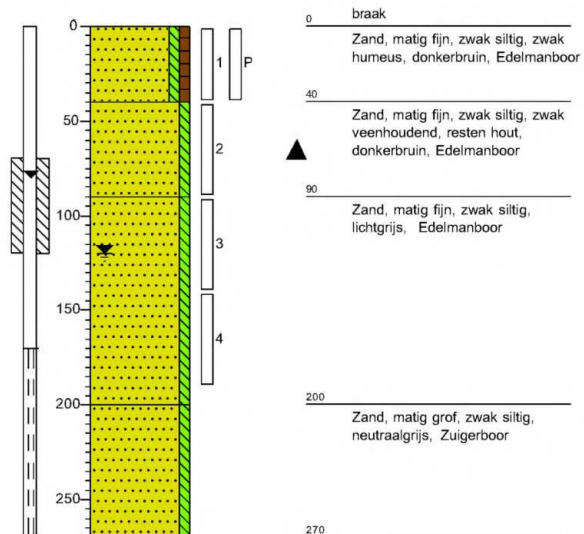 braak
0
0
Zand, matig fijn, zwak siltig, zwak
humeus, donkerbruin, Edelmanboor
1
P
40
Zand, matig fijn, zwak siltig, zwak
veenhoudend, resten hout,
donkerbruin, Edelmanboor
50
2
90
Zand, matig fijn, zwak siltig,
lichtgrijs, Edelmanboor
100
3
150
4
200
200
Zand, matig grof, zwak siltig,
neutraalgrijs, Zuigerboor
250
270